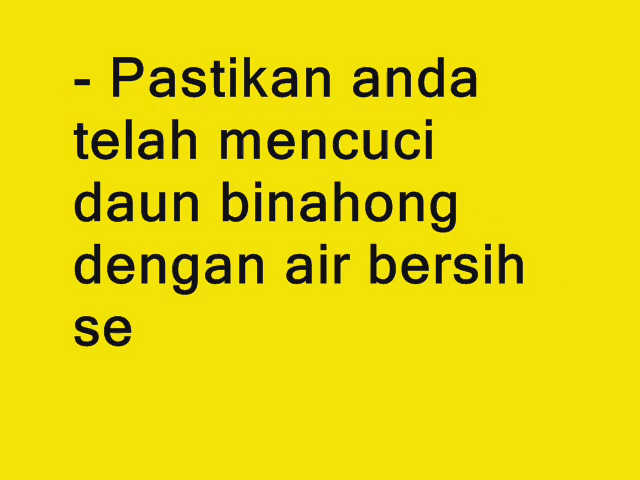 - Pastikan anda
telah mencuci
daun binahong
dengan air bersih
se